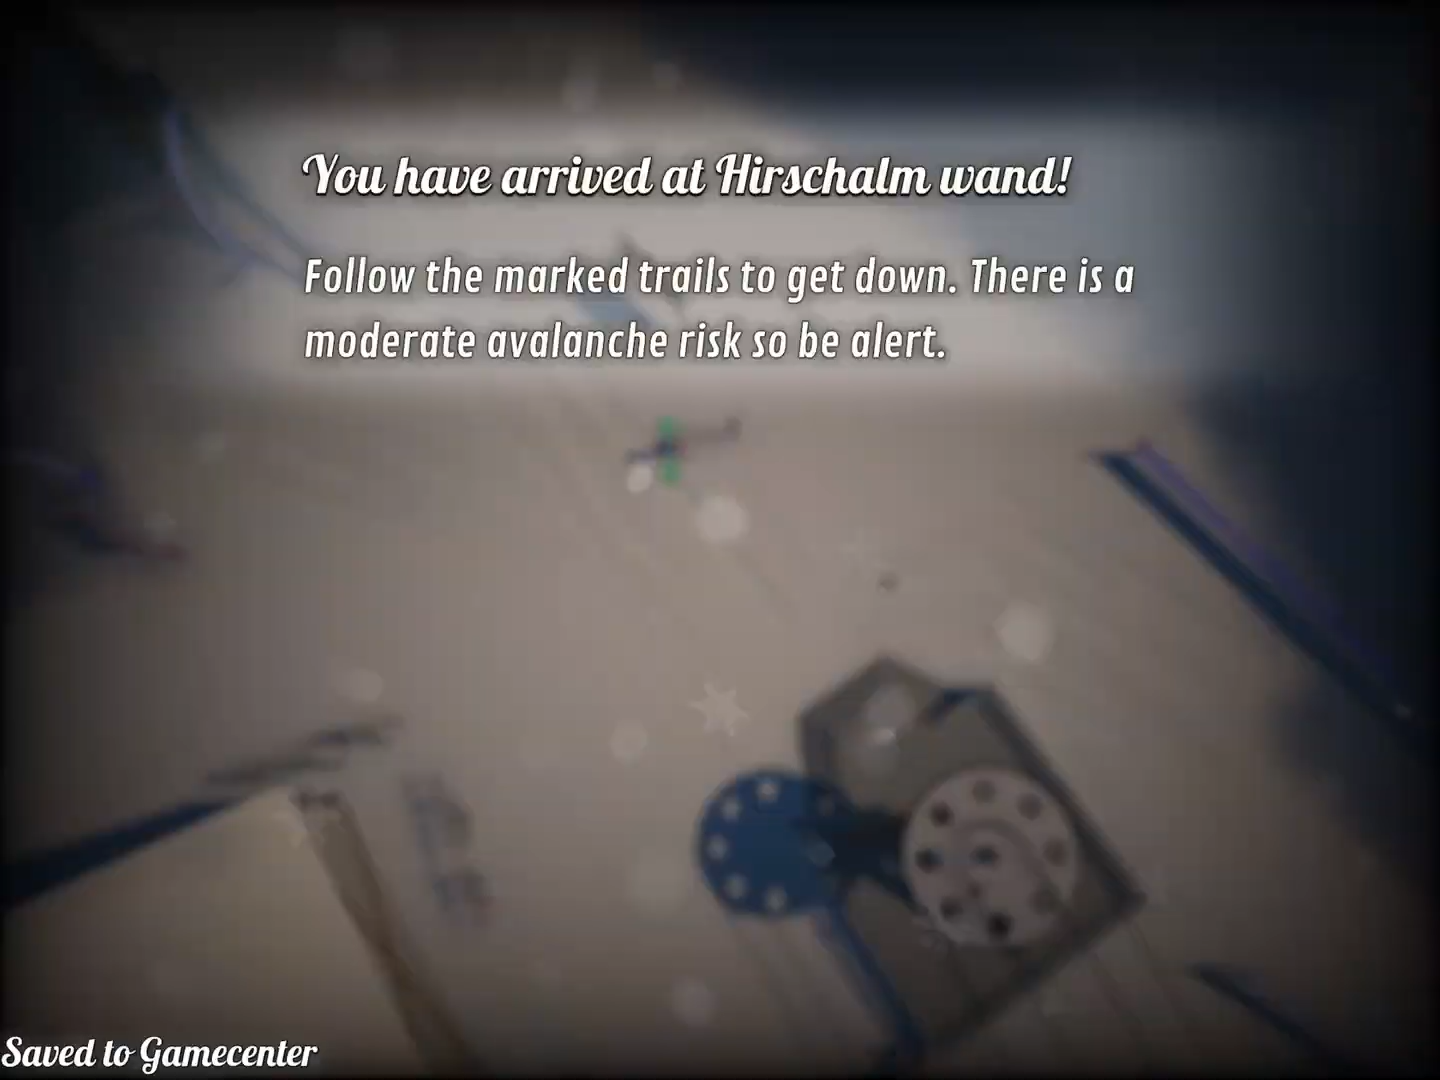 You have arrived at Hirschalm wand!
Follow the marked trails to get down. There is a
moderate avalanche risk so be alert.
Saved to Gamecenter